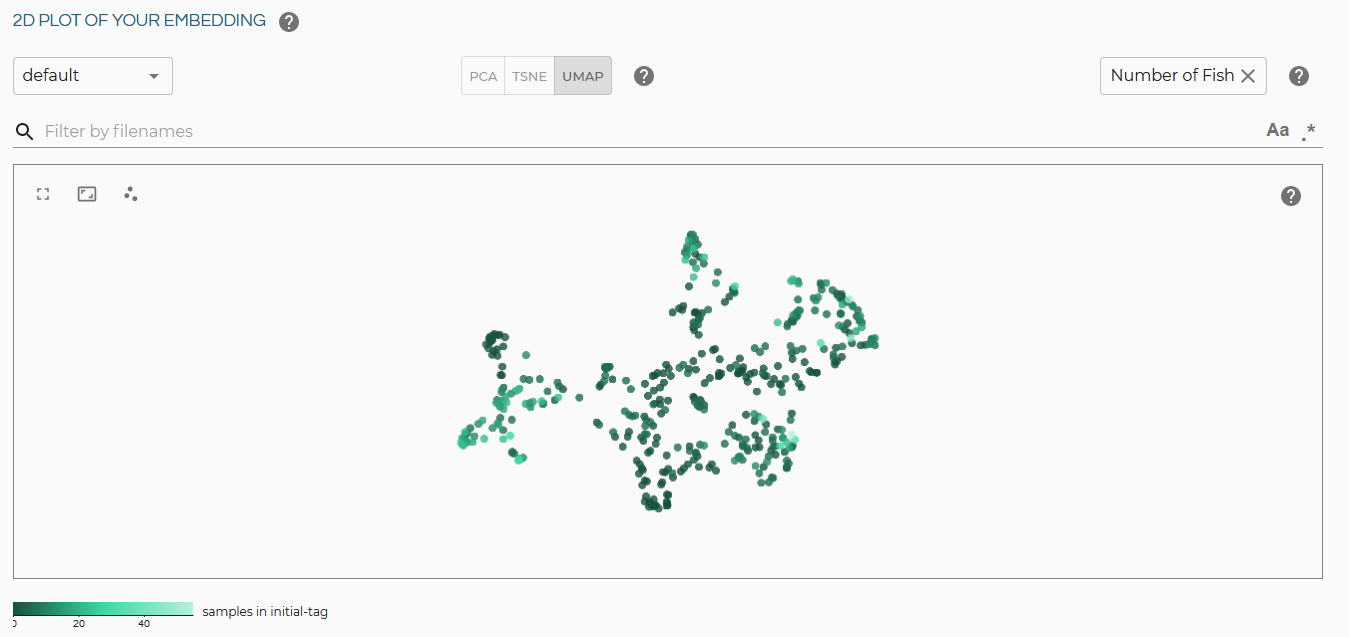 2D PLOT OF YOUR EMBEDDING ?
default
PCA TSNE UMAP ?
Number of Fish ?
Filter by filenames
Aa .*
?
samples in initial-tag
0 20 40